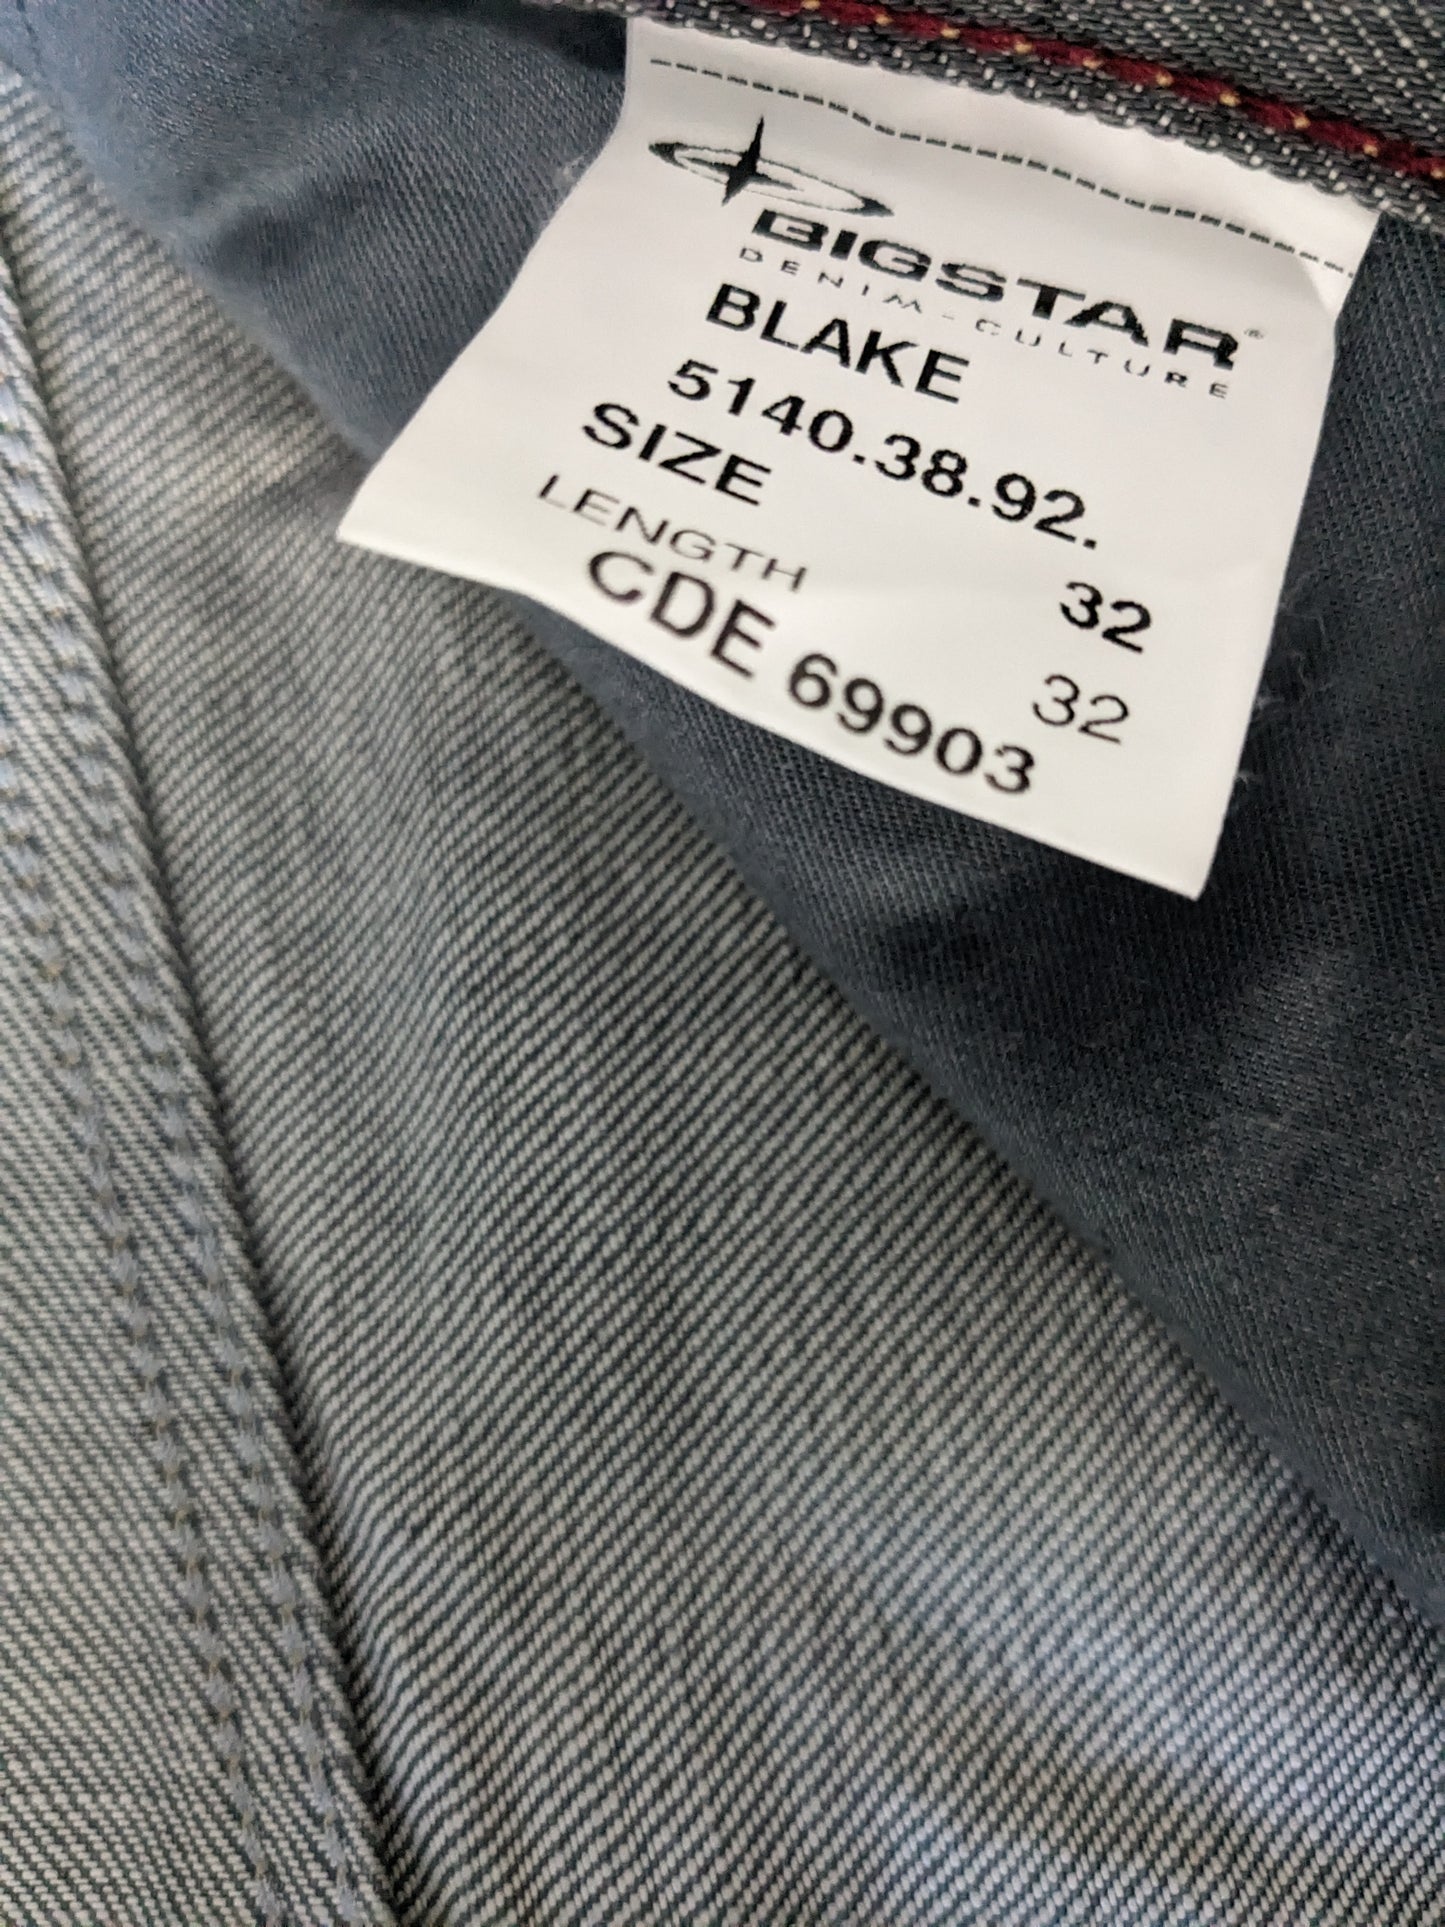 BIGSTAR®
DENIM-CULTURE
BLAKE
5140.38.92.
SIZE 32
LENGTH 32
CDE 69903